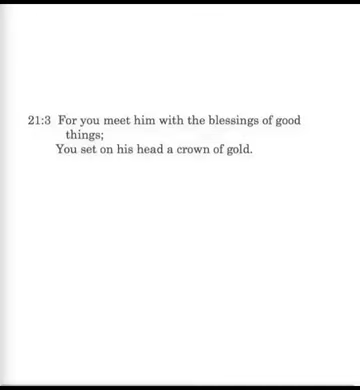 21:3 For you meet him with the blessings of good
things;
You set on his head a crown of gold.